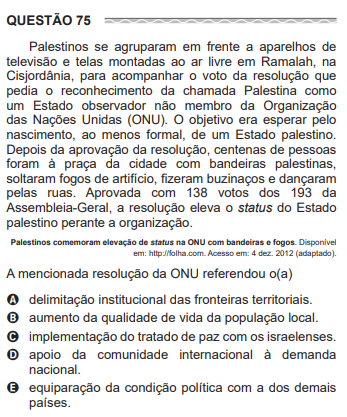 QUESTÃO 75
Palestinos se agruparam em frente a aparelhos de
televisão e telas montadas ao ar livre em Ramalah, na
Cisjordânia, para acompanhar o voto da resolução que
pedia o reconhecimento da chamada Palestina como
um Estado observador não membro da Organização
das Nações Unidas (ONU). O objetivo era esperar pelo
nascimento, ao menos formal, de um Estado palestino.
Depois da aprovação da resolução, centenas de pessoas
foram à praça da cidade com bandeiras palestinas,
soltaram fogos de artifício, fizeram buzinaços e dançaram
pelas ruas. Aprovada com 138 votos dos 193 da
Assembleia-Geral, a resolução eleva o status do Estado
palestino perante a organização.
Palestinos comemoram elevação de status na ONU com bandeiras e fogos. Disponível
em: http://folha.com. Acesso em: 4 dez. 2012 (adaptado).
A mencionada resolução da ONU referendou o(a)
A delimitação institucional das fronteiras territoriais.
B aumento da qualidade de vida da população local.
C implementação do tratado de paz com os israelenses.
D apoio da comunidade internacional à demanda
nacional.
E equiparação da condição política com a dos demais
países.